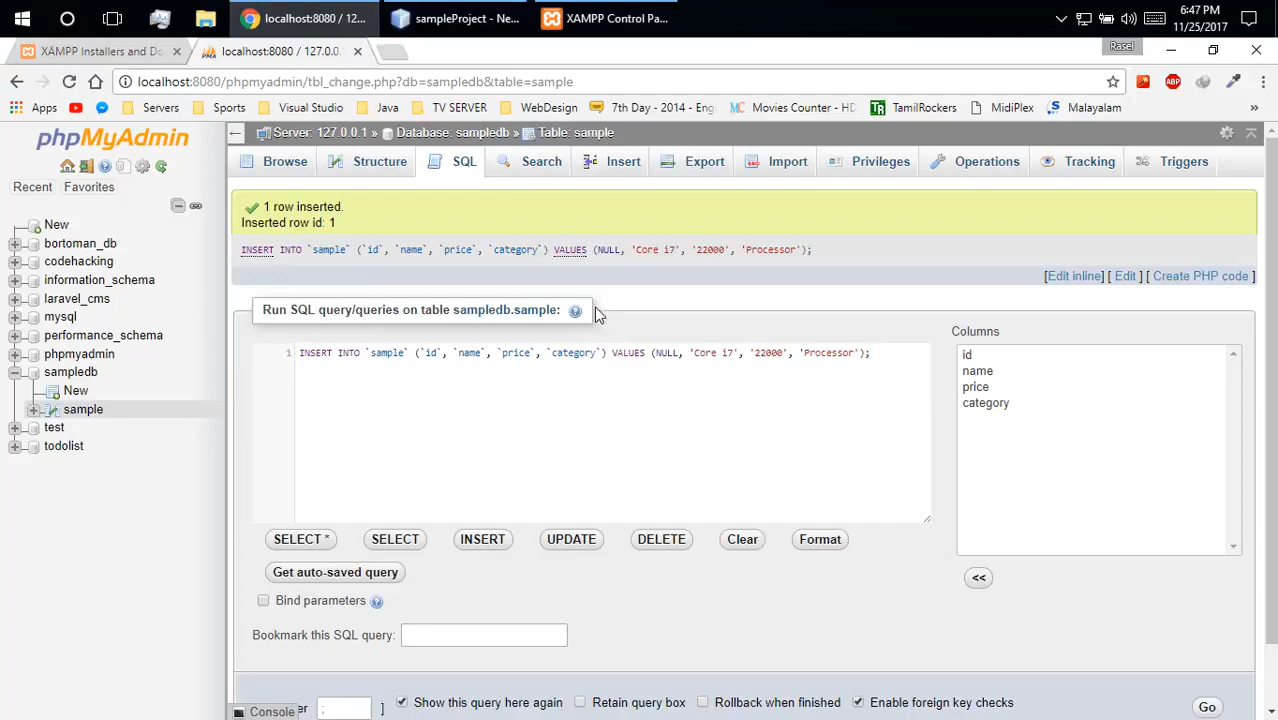 localhost:8080 / 12...
sampleProject - Ne...
XAMPP Control Pa...
6:47 PM
11/25/2017
XAMPP Installers and Do
localhost:8080 / 127.0.0.
Rasel
localhost:8080/phpmyadmin/tbl_change.php?db=sampledb&table=sample
Apps Servers Sports Visual Studio Java TV SERVER WebDesign 7th Day - 2014 - Eng Movies Counter - HD TamilRockers MidiPlex Malayalam
phpMyAdmin
Server: 127.0.0.1 » Database: sampledb » Table: sample
Browse Structure SQL Search Insert Export Import Privileges Operations Tracking Triggers
Recent Favorites
New
bortoman_db
codehacking
information_schema
laravel_cms
mysql
performance_schema
phpmyadmin
sampledb
New
sample
test
todolist
1 row inserted.
Inserted row id: 1
INSERT INTO `sample` (`id`, `name`, `price`, `category`) VALUES (NULL, 'Core i7', '22000', 'Processor');
[Edit inline] [ Edit ] [ Create PHP code ]
Run SQL query/queries on table sampledb.sample:
1 INSERT INTO `sample` (`id`, `name`, `price`, `category`) VALUES (NULL, 'Core i7', '22000', 'Processor');
Columns
id
name
price
category
SELECT * SELECT INSERT UPDATE DELETE Clear Format
<<
Get auto-saved query
Bind parameters
Bookmark this SQL query:
; ] Show this query here again Retain query box Rollback when finished Enable foreign key checks Go
Console